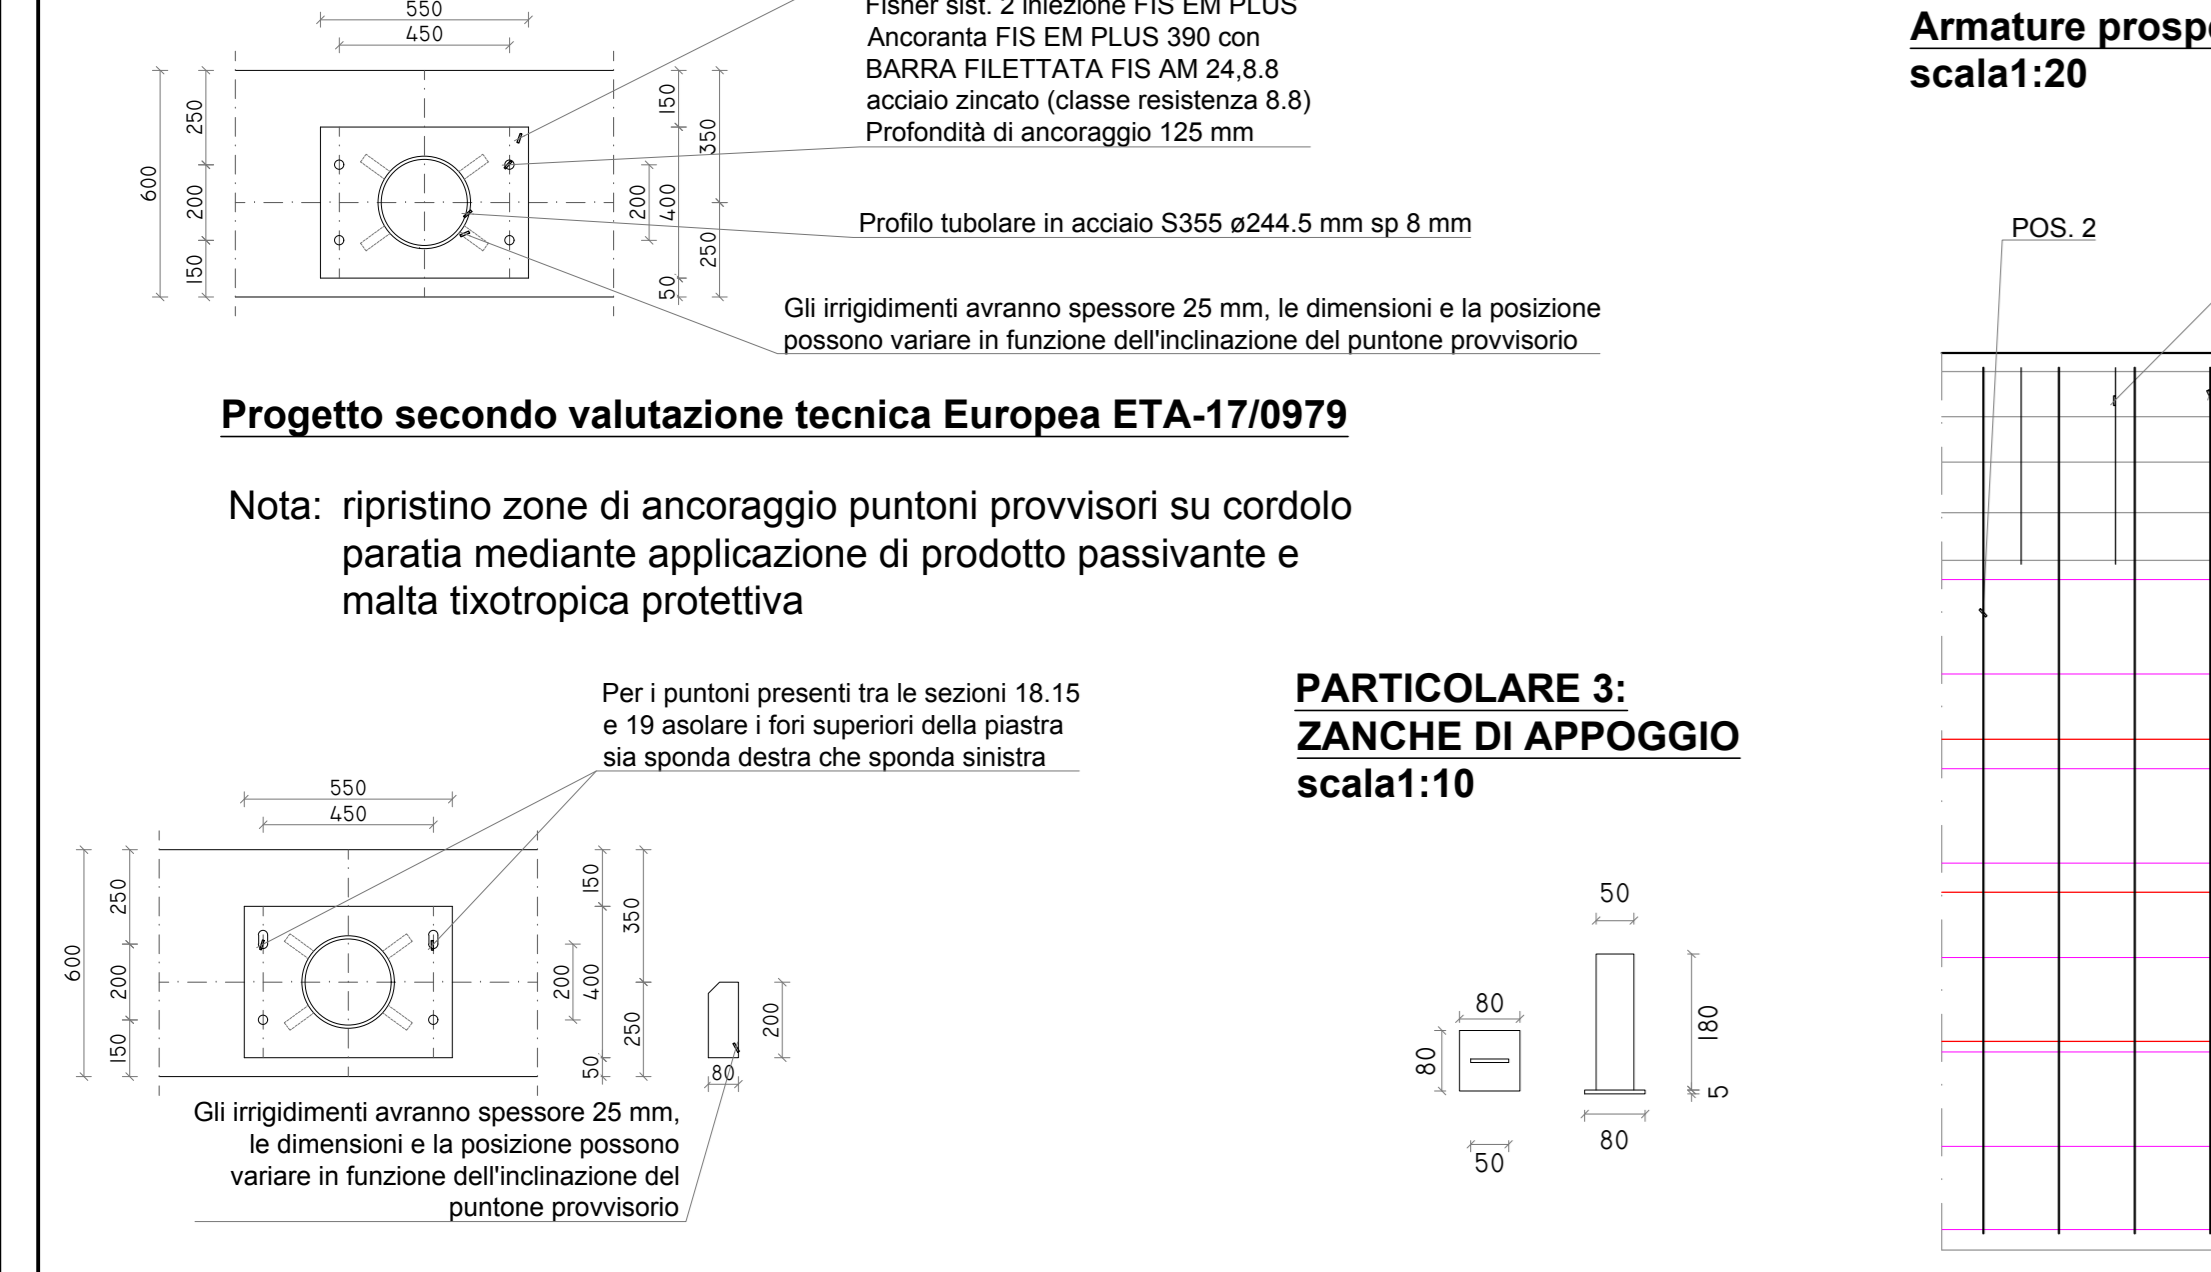 550
450
Fisher sist. 2 iniezione FIS EM PLUS
Ancoranta FIS EM PLUS 390 con
BARRA FILETTATA FIS AM 24,8.8
acciaio zincato (classe resistenza 8.8)
Profondità di ancoraggio 125 mm
600
250
200
150
150
400
50
200
350
250
Profilo tubolare in acciaio S355 ø244.5 mm sp 8 mm
Gli irrigidimenti avranno spessore 25 mm, le dimensioni e la posizione
possono variare in funzione dell'inclinazione del puntone provvisorio
Progetto secondo valutazione tecnica Europea ETA-17/0979
Nota: ripristino zone di ancoraggio puntoni provvisori su cordolo
paratia mediante applicazione di prodotto passivante e
malta tixotropica protettiva
Per i puntoni presenti tra le sezioni 18.15
e 19 asolare i fori superiori della piastra
sia sponda destra che sponda sinistra
550
450
600
250
200
150
200
150
400
50
350
250
200
80
Gli irrigidimenti avranno spessore 25 mm,
le dimensioni e la posizione possono
variare in funzione dell'inclinazione del
puntone provvisorio
PARTICOLARE 3:
ZANCHE DI APPOGGIO
scala1:10
50
80
80
50
180
5
80
Armature prosp
scala1:20
POS. 2